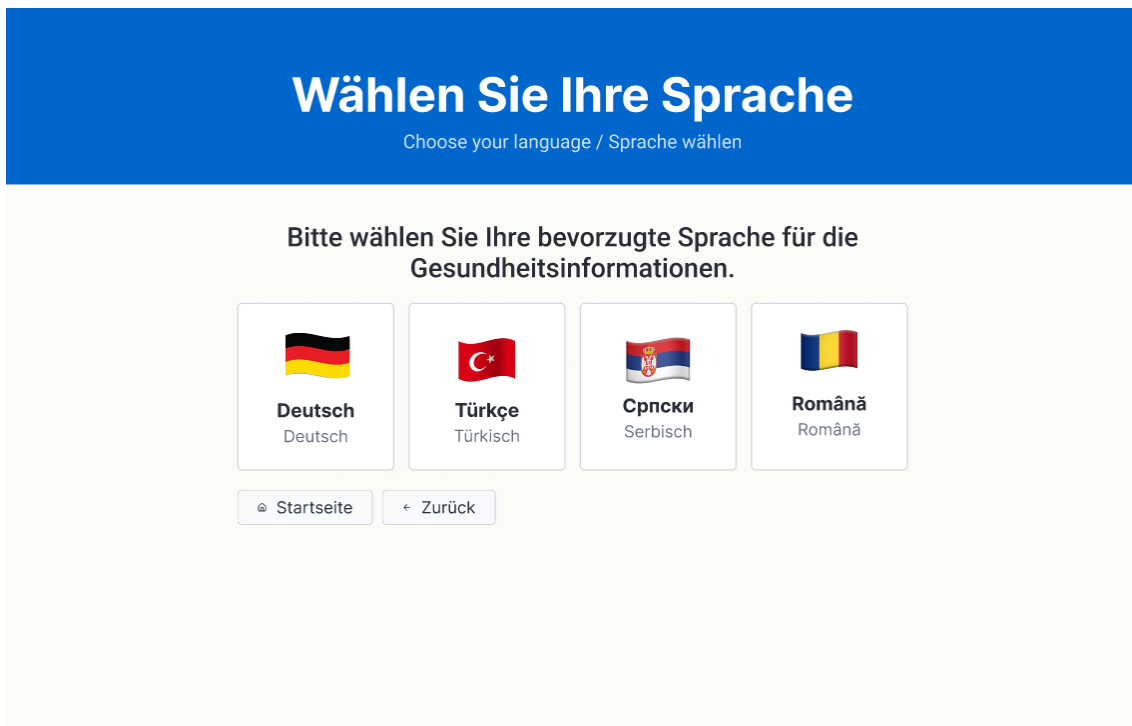 Wählen Sie Ihre Sprache
Choose your language / Sprache wählen
Bitte wählen Sie Ihre bevorzugte Sprache für die
Gesundheitsinformationen.
Deutsch
Deutsch
Türkçe
Türkisch
Српски
Serbisch
Română
Română
Startseite
Zurück